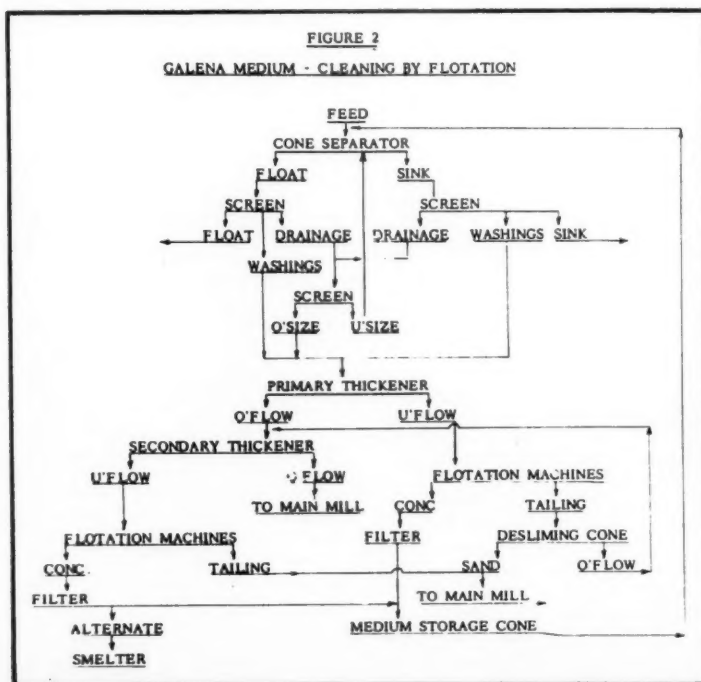 FIGURE 2
GALENA MEDIUM - CLEANING BY FLOTATION
FEED
CONE SEPARATOR
FLOAT SINK
SCREEN SCREEN
FLOAT DRAINAGE DRAINAGE WASHINGS SINK
WASHINGS
SCREEN
O'SIZE U'SIZE
PRIMARY THICKENER
O'FLOW U'FLOW
SECONDARY THICKENER
U'FLOW FLOW FLOTATION MACHINES
TO MAIN MILL CONC TAILING
FLOTATION MACHINES FILTER DESLIMING CONE
CONC TAILING SAND O'FLOW
FILTER TO MAIN MILL
ALTERNATE MEDIUM STORAGE CONE
SMELTER